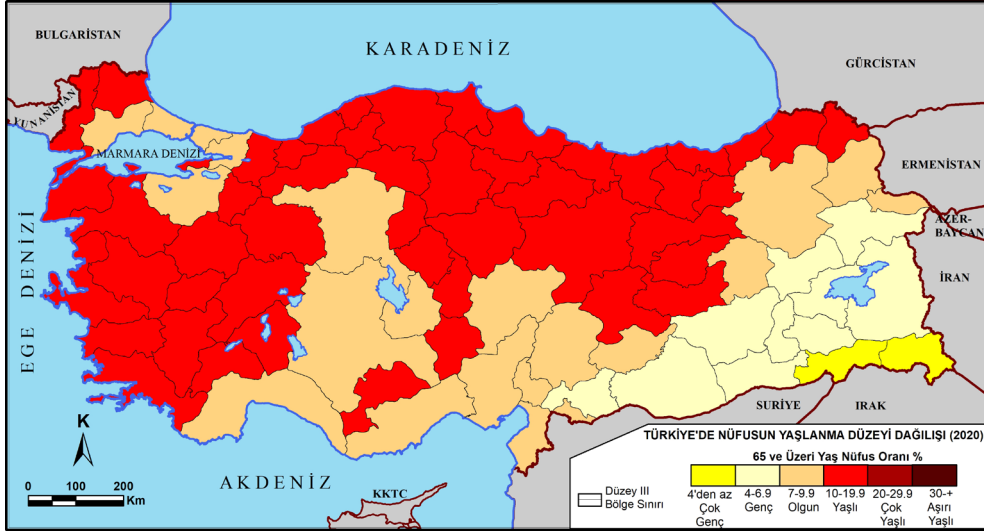 BULGARİSTAN
KARADENİZ
GÜRCİSTAN
YUNANİSTAN
MARMARA DENİZİ
ERMENİSTAN
AZER-
BAYCAN
İRAN
EGE DENİZİ
SURİYE
IRAK
K
AKDENİZ
KKTC
0 50 100 200
Km
TÜRKİYE'DE NÜFUSUN YAŞLANMA DÜZEYİ DAĞILIŞI (2020)
65 ve Üzeri Yaş Nüfus Oranı %
Düzey III
Bölge Sınırı
4'den az
Çok
Genç
4-6.9
Genç
7-9.9
Olgun
10-19.9
Yaşlı
20-29.9
Çok
Yaşlı
30-+
Aşırı
Yaşlı